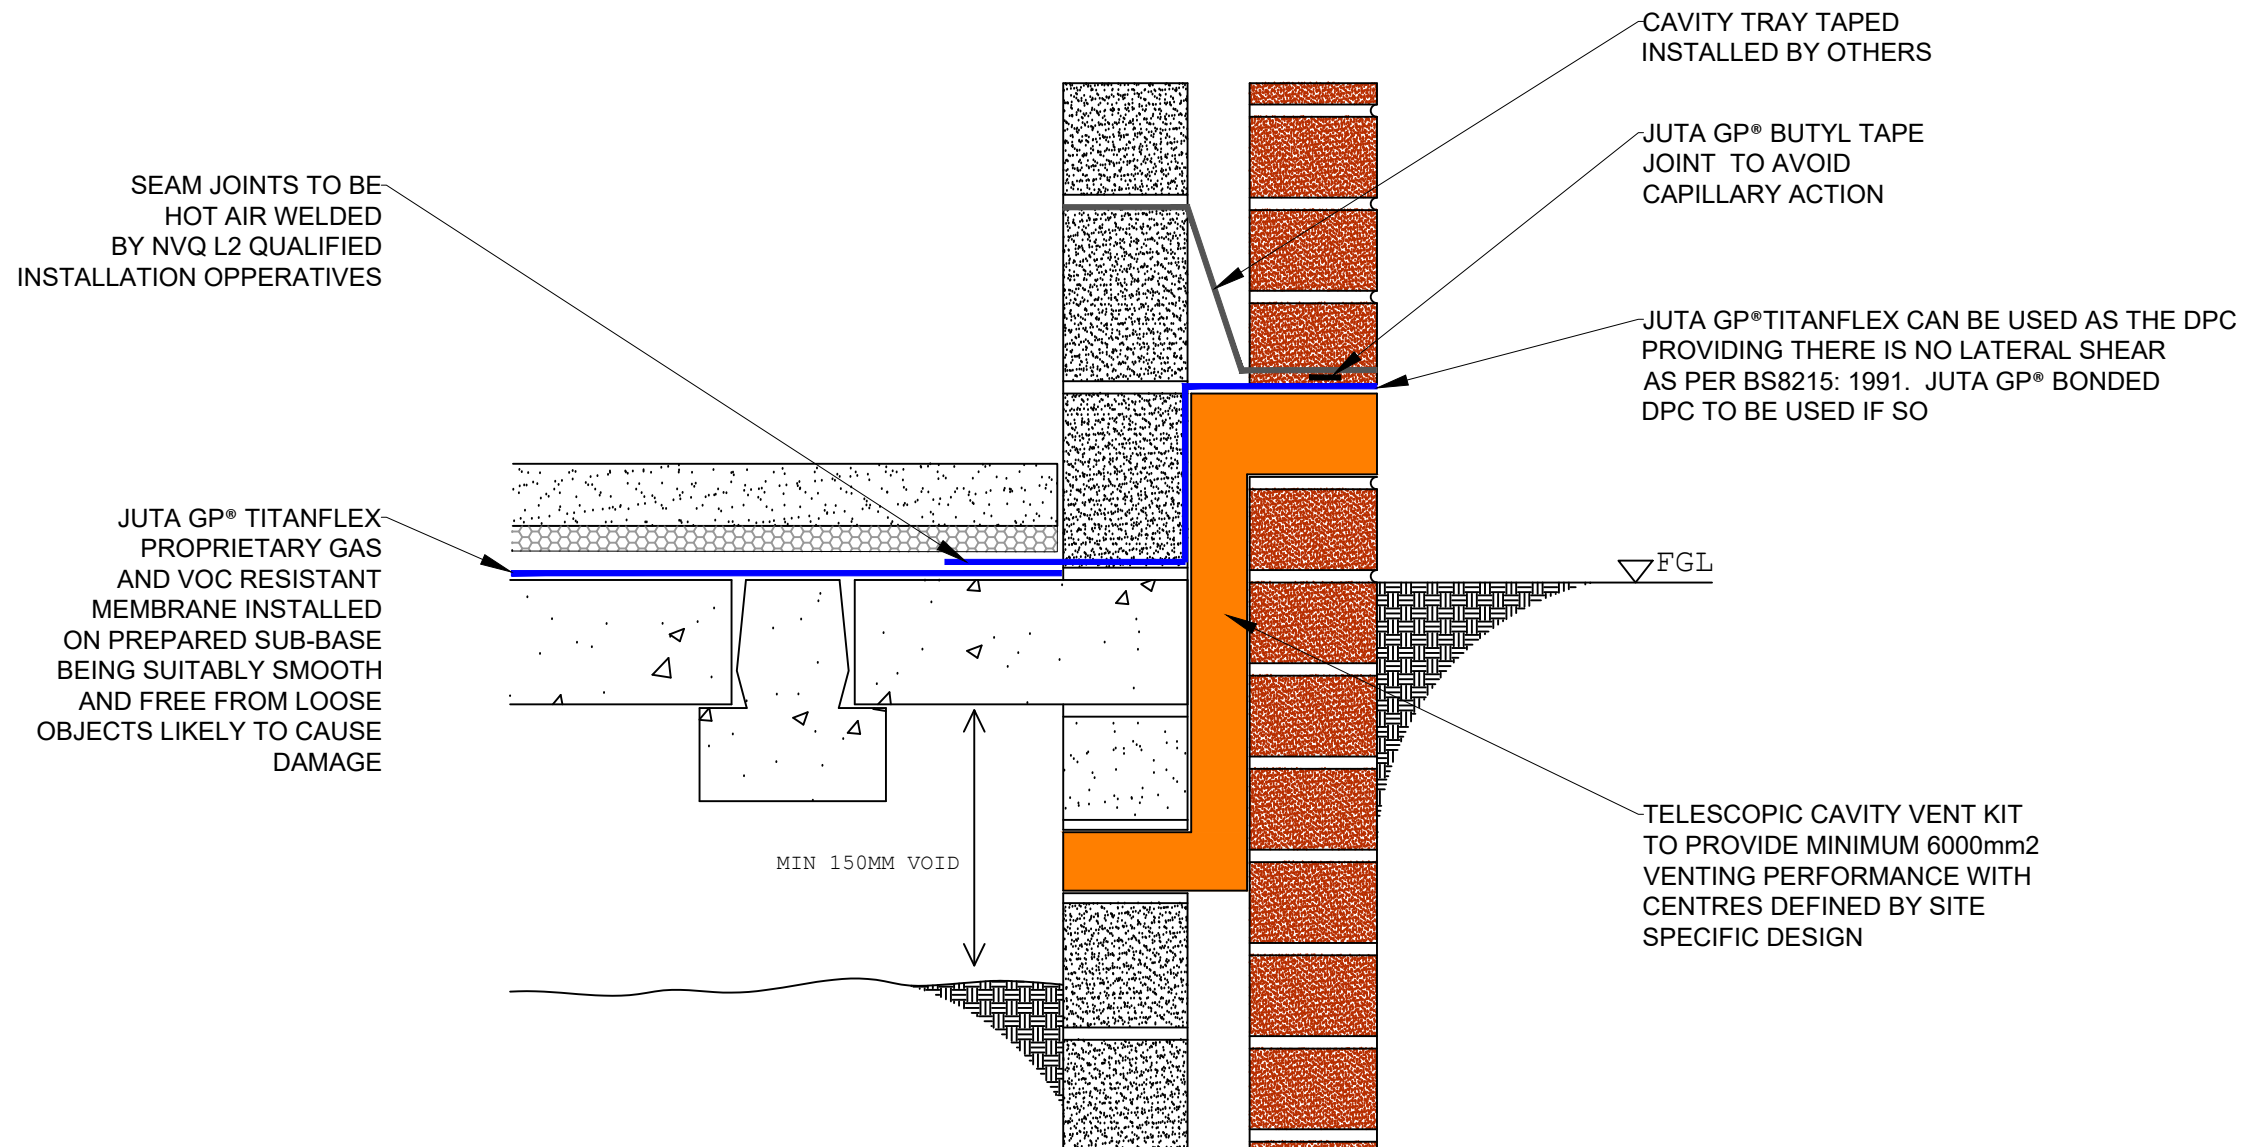 CAVITY TRAY TAPED
INSTALLED BY OTHERS
JUTA GP® BUTYL TAPE
JOINT TO AVOID
CAPILLARY ACTION
SEAM JOINTS TO BE
HOT AIR WELDED
BY NVQ L2 QUALIFIED
INSTALLATION OPPERATIVES
JUTA GP®TITANFLEX CAN BE USED AS THE DPC
PROVIDING THERE IS NO LATERAL SHEAR
AS PER BS8215: 1991. JUTA GP® BONDED
DPC TO BE USED IF SO
JUTA GP® TITANFLEX
PROPRIETARY GAS
AND VOC RESISTANT
MEMBRANE INSTALLED
ON PREPARED SUB-BASE
BEING SUITABLY SMOOTH
AND FREE FROM LOOSE
OBJECTS LIKELY TO CAUSE
DAMAGE
FGL
MIN 150MM VOID
TELESCOPIC CAVITY VENT KIT
TO PROVIDE MINIMUM 6000mm2
VENTING PERFORMANCE WITH
CENTRES DEFINED BY SITE
SPECIFIC DESIGN